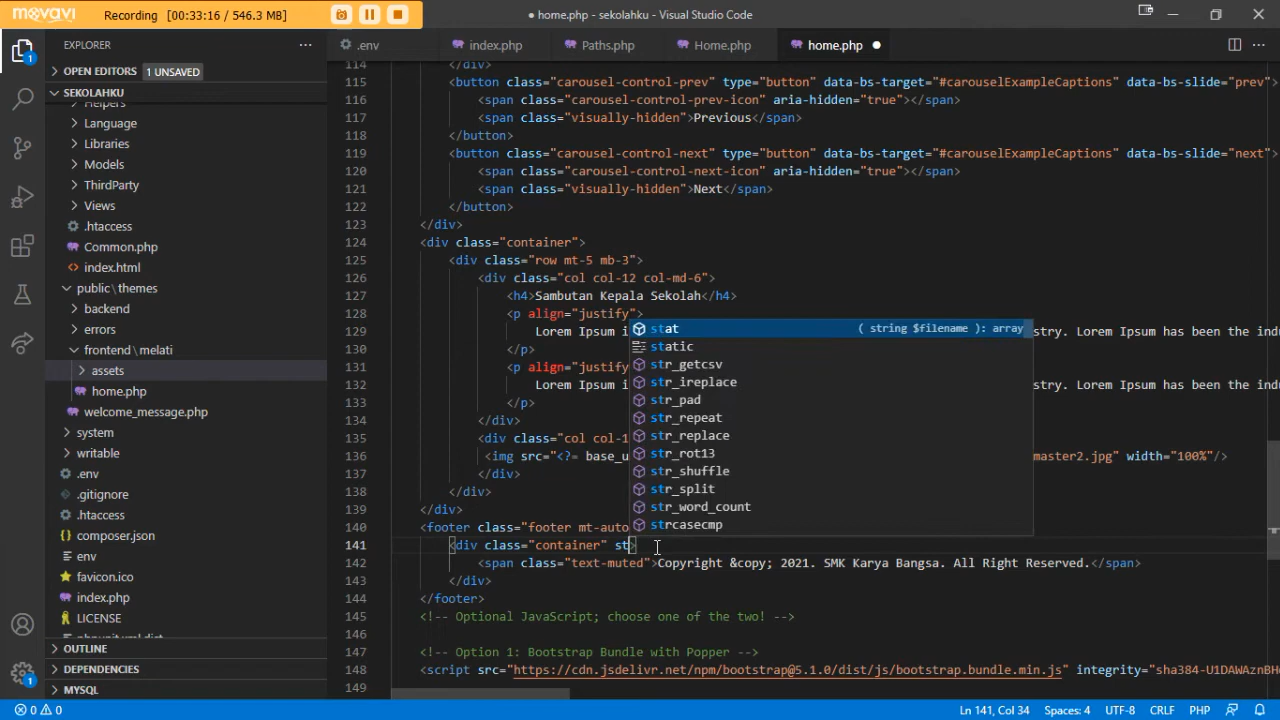 movavi
Recording
(00:33:16 / 546.3 MB)
home.php - sekolahku - Visual Studio Code
EXPLORER
.env
index.php
Paths.php
Home.php
home.php
OPEN EDITORS
1 UNSAVED
SEKOLAHKU
Helpers
Language
Libraries
Models
ThirdParty
Views
.htaccess
Common.php
index.html
public\themes
backend
errors
frontend\melati
assets
home.php
welcome_message.php
system
writable
.env
.gitignore
.htaccess
composer.json
env
favicon.ico
index.php
LICENSE
phpunit.xml.dist
OUTLINE
DEPENDENCIES
MYSQL
114 </div>
115 <button class="carousel-control-prev" type="button" data-bs-target="#carouselExampleCaptions" data-bs-slide="prev">
116 <span class="carousel-control-prev-icon" aria-hidden="true"></span>
117 <span class="visually-hidden">Previous</span>
118 </button>
119 <button class="carousel-control-next" type="button" data-bs-target="#carouselExampleCaptions" data-bs-slide="next">
120 <span class="carousel-control-next-icon" aria-hidden="true"></span>
121 <span class="visually-hidden">Next</span>
122 </button>
123 </div>
124 <div class="container">
125 <div class="row mt-5 mb-3">
126 <div class="col col-12 col-md-6">
127 <h4>Sambutan Kepala Sekolah</h4>
128 <p align="justify">
129 Lorem Ipsum i stry. Lorem Ipsum has been the indu
130 </p>
131 <p align="justify"
132 Lorem Ipsum i stry. Lorem Ipsum has been the indu
133 </p>
134 </div>
135 <div class="col col-1
136 <img src="<?= base_u master2.jpg" width="100%"/>
137 </div>
138 </div>
139 </div>
140 <footer class="footer mt-auto
141 <div class="container" st>
142 <span class="text-muted">Copyright &copy; 2021. SMK Karya Bangsa. All Right Reserved.</span>
143 </div>
144 </footer>
145 <!-- Optional JavaScript; choose one of the two! -->
146
147 <!-- Option 1: Bootstrap Bundle with Popper -->
148 <script src="https://cdn.jsdelivr.net/npm/bootstrap@5.1.0/dist/js/bootstrap.bundle.min.js" integrity="sha384-U1DAWAznBH
149
stat ( string $filename ): array
static
str_getcsv
str_ireplace
str_pad
str_repeat
str_replace
str_rot13
str_shuffle
str_split
str_word_count
strcasecmp
1
1
0 0
Ln 141, Col 34
Spaces: 4
UTF-8
CRLF
PHP